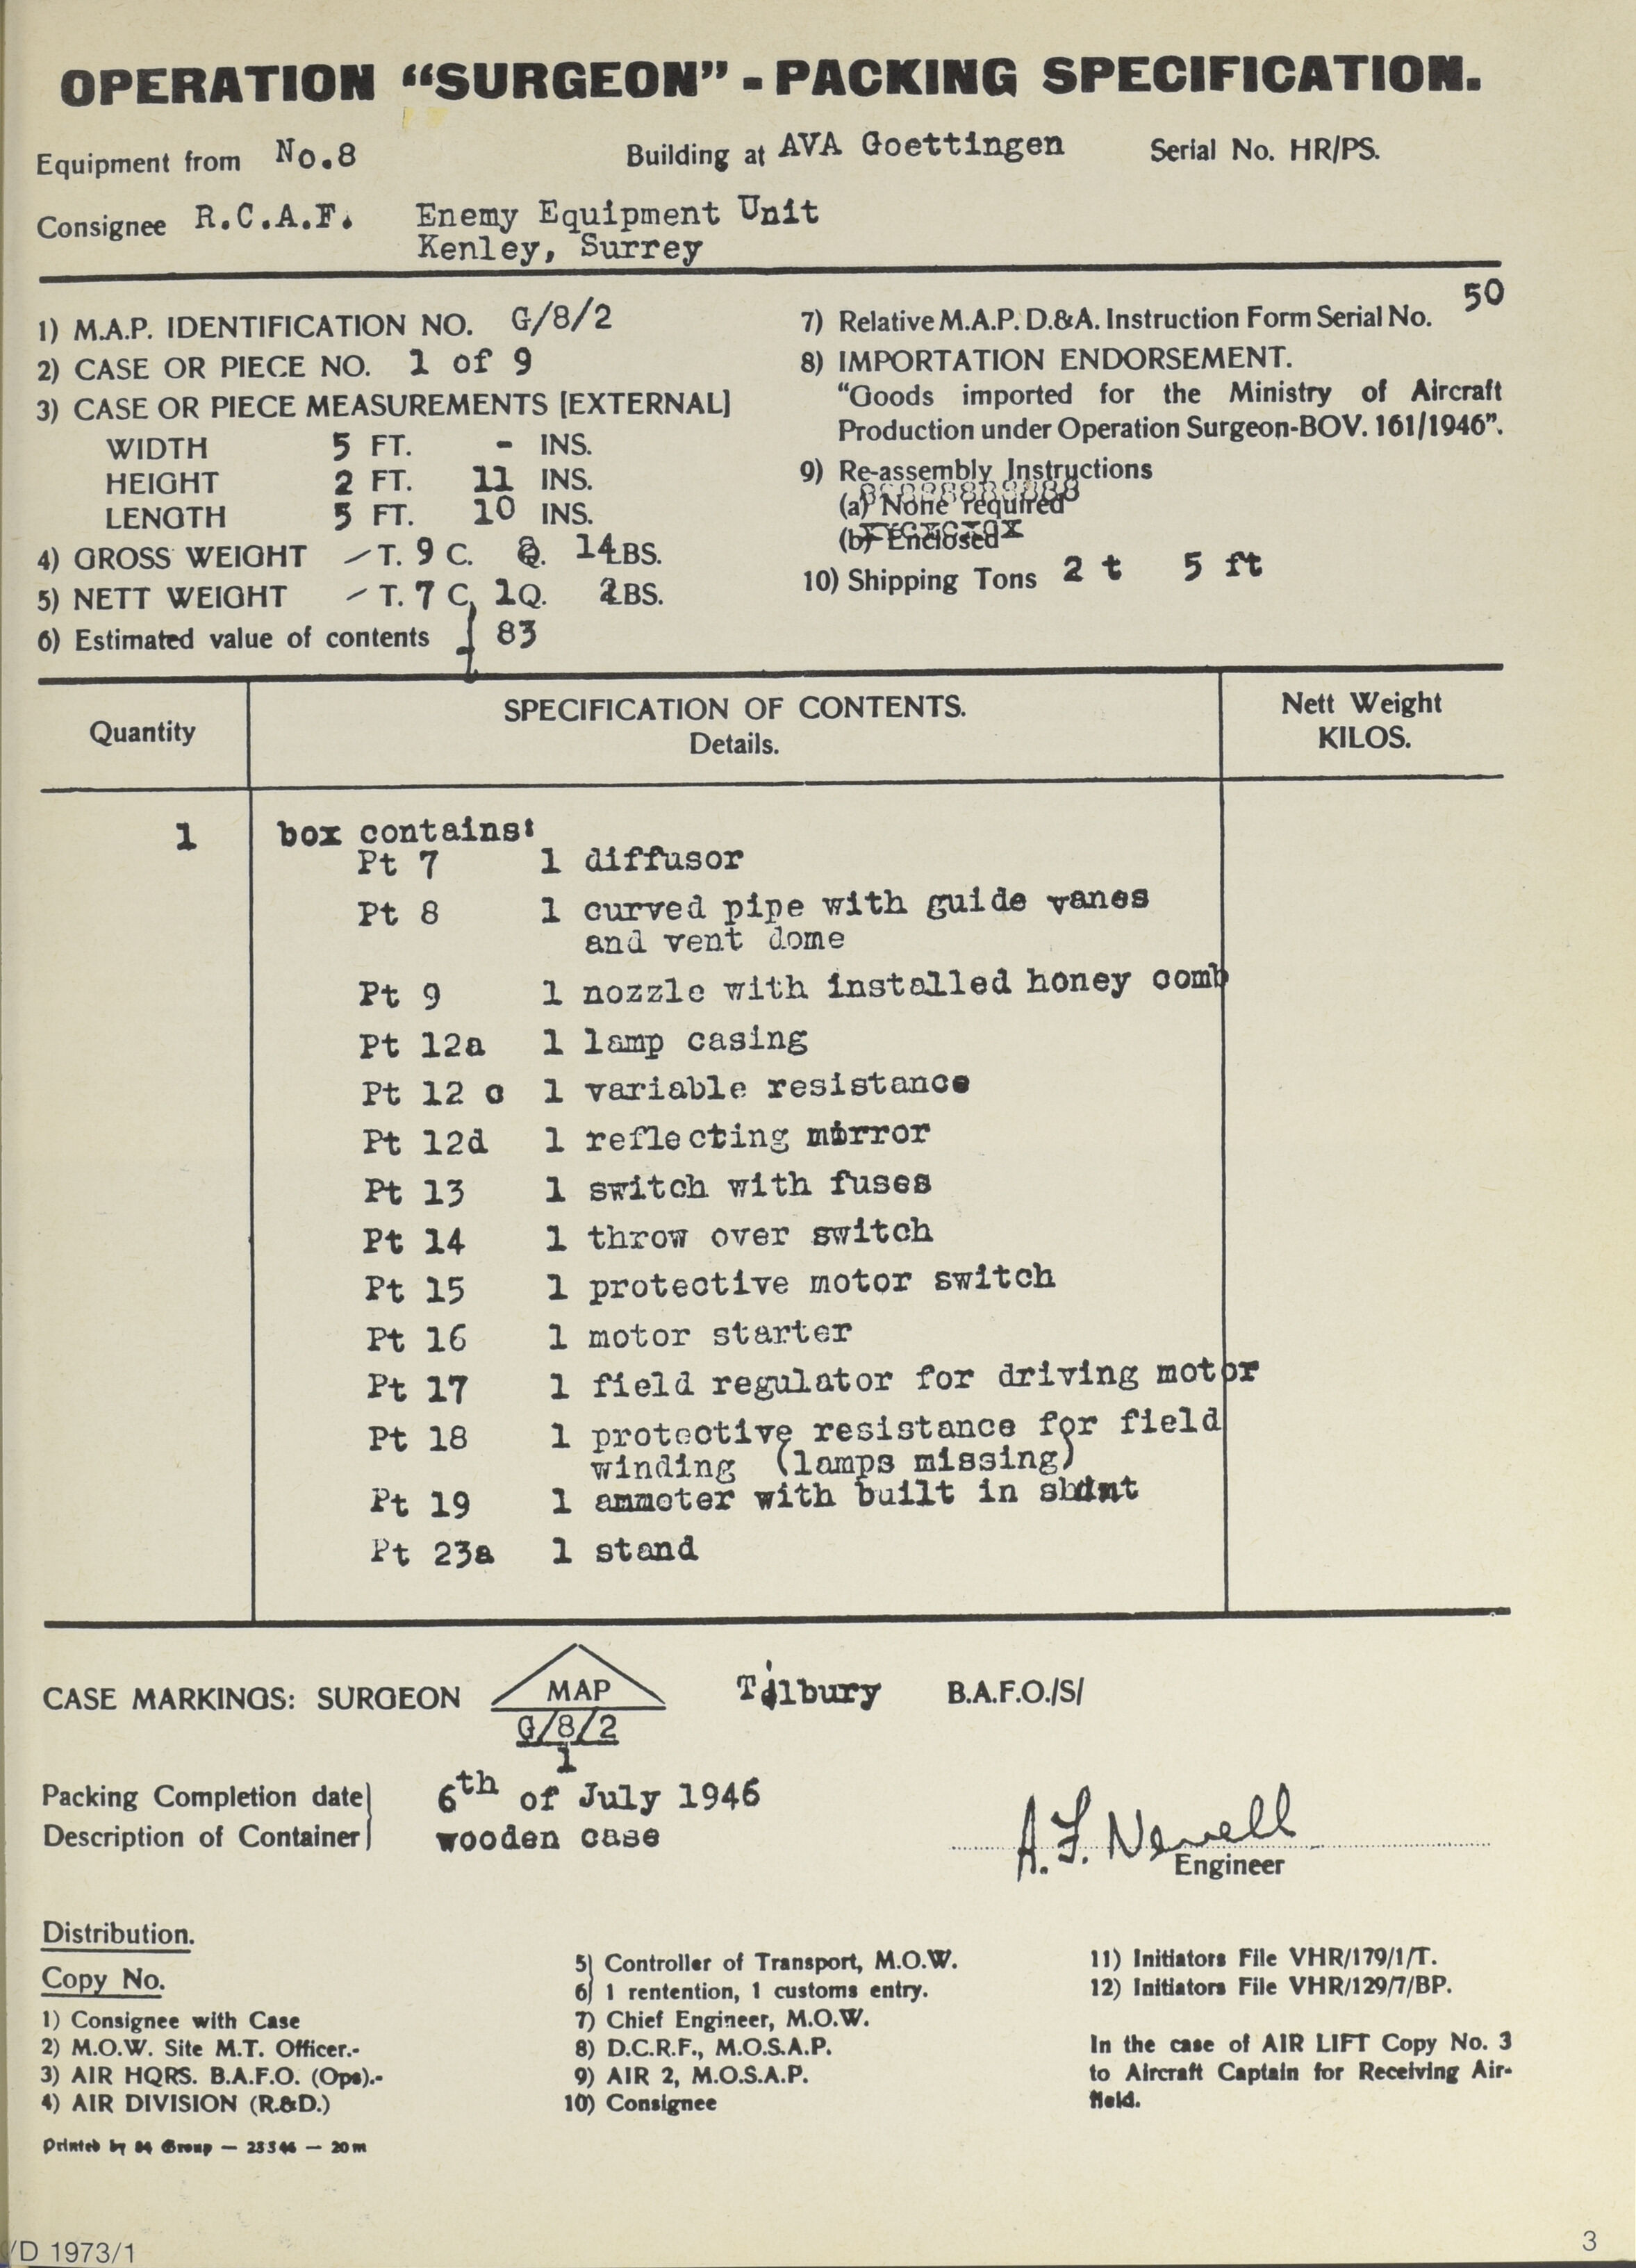 OPERATION “SURGEON” - PACKING SPECIFICATION.
Equipment from No.8 Building at AVA Goettingen Serial No. HR/PS.
Consignee R.C.A.F. Enemy Equipment Unit
Kenley, Surrey
1) M.A.P. IDENTIFICATION NO. G/8/2
2) CASE OR PIECE NO. 1 of 9
3) CASE OR PIECE MEASUREMENTS [EXTERNAL]
WIDTH 5 FT. - INS.
HEIGHT 2 FT. 11 INS.
LENGTH 5 FT. 10 INS.
4) GROSS WEIGHT - T. 9 C. Q. 14 LBS.
5) NETT WEIGHT - T. 7 C. 1 Q. LBS.
6) Estimated value of contents £ 83
7) Relative M.A.P. D.&A. Instruction Form Serial No. 50
8) IMPORTATION ENDORSEMENT.
“Goods imported for the Ministry of Aircraft
Production under Operation Surgeon-BOV. 161/1946”.
9) Re-assembly Instructions
(a) None required
(b) Enclosed
10) Shipping Tons 2 t 5 ft
Quantity
SPECIFICATION OF CONTENTS.
Details.
Nett Weight
KILOS.
1 box contains:
Pt 7 1 diffusor
Pt 8 1 curved pipe with guide vanes
and vent dome
Pt 9 1 nozzle with installed honey comb
Pt 12a 1 lamp casing
Pt 12 c 1 variable resistance
Pt 12d 1 reflecting mirror
Pt 13 1 switch with fuses
Pt 14 1 throw over switch
Pt 15 1 protective motor switch
Pt 16 1 motor starter
Pt 17 1 field regulator for driving motor
Pt 18 1 protective resistance for field
winding (lamps missing)
Pt 19 1 ammeter with built in shunt
Pt 23a 1 stand
CASE MARKINGS: SURGEON MAP Tilbury B.A.F.O./S/
G/8/2
1
Packing Completion date 6th of July 1946
Description of Container wooden case
A.F. Newell
Engineer
Distribution.
Copy No.
1) Consignee with Case
2) M.O.W. Site M.T. Officer.-
3) AIR HQRS. B.A.F.O. (Ops).-
4) AIR DIVISION (R.&D.)
5) Controller of Transport, M.O.W.
6) 1 rentention, 1 customs entry.
7) Chief Engineer, M.O.W.
8) D.C.R.F., M.O.S.A.P.
9) AIR 2, M.O.S.A.P.
10) Consignee
11) Initiators File VHR/179/1/T.
12) Initiators File VHR/129/7/BP.
In the case of AIR LIFT Copy No. 3
to Aircraft Captain for Receiving Air-
field.
Printed by 84 Group — 25546 — 20m
/D 1973/1
3